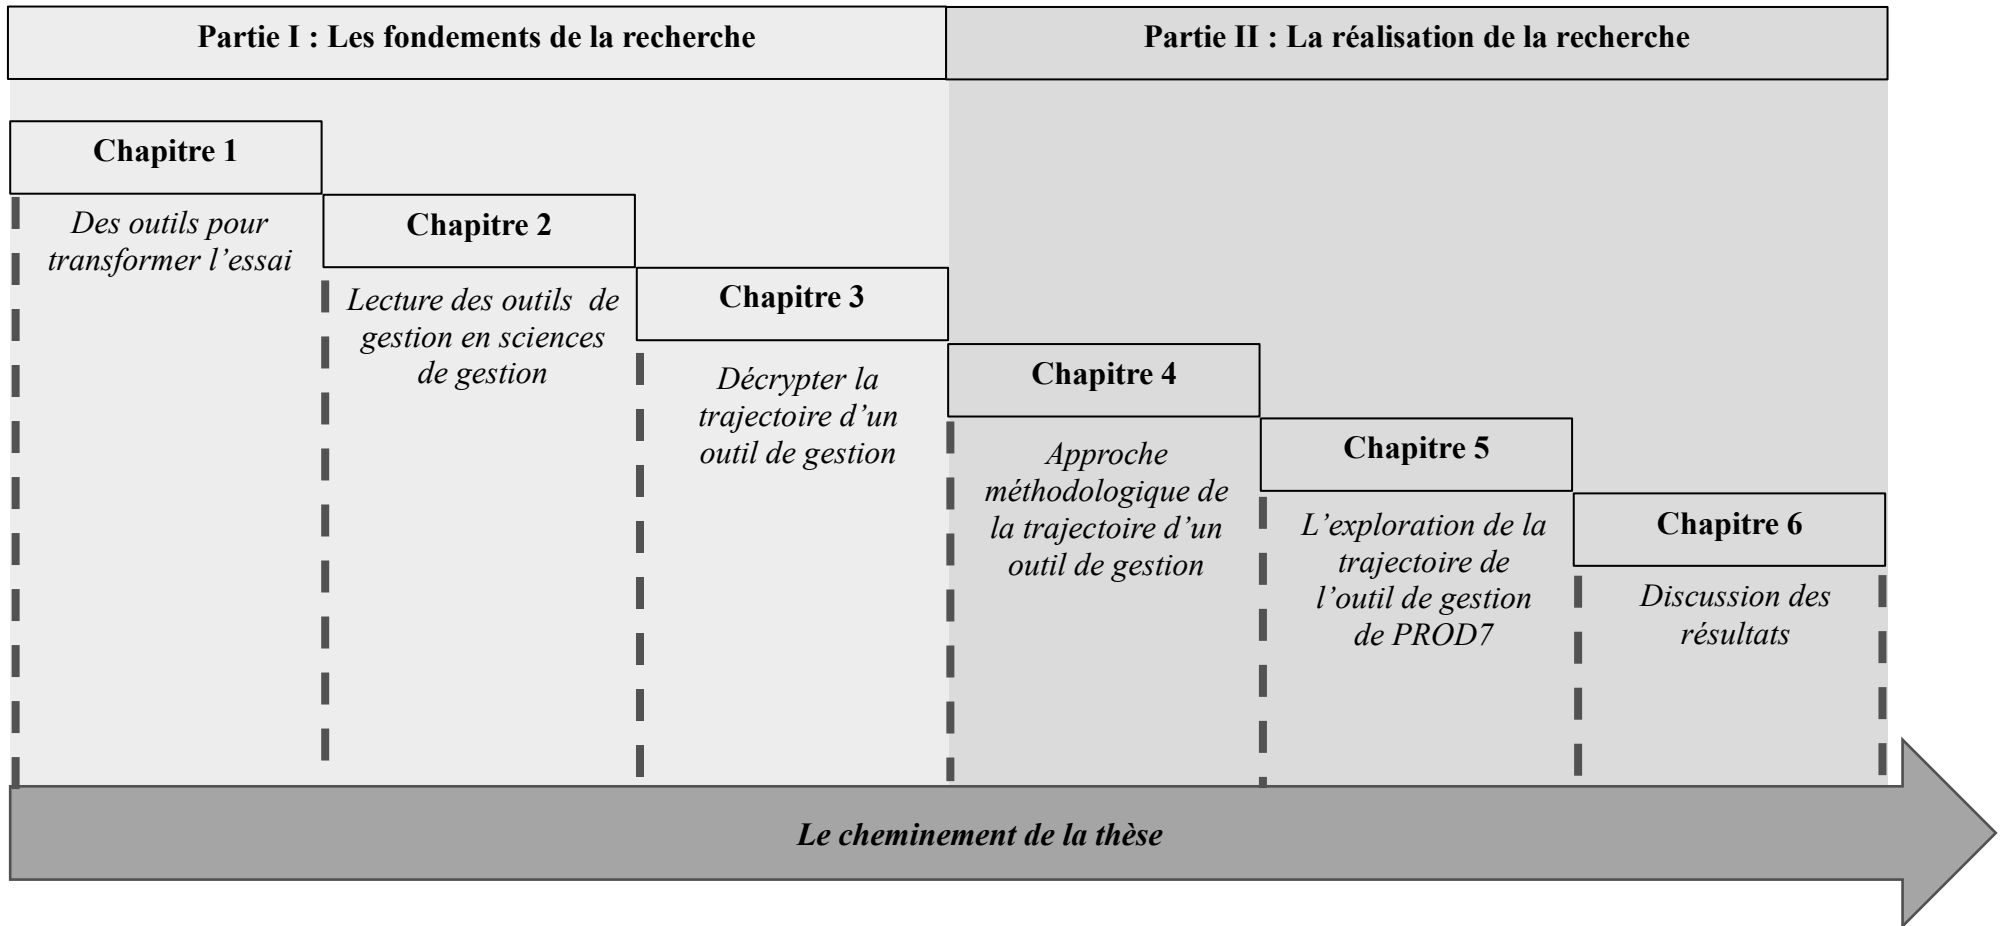 Partie I : Les fondements de la recherche
Partie II : La réalisation de la recherche
Chapitre 1
Des outils pour
transformer l’essai
Chapitre 2
Lecture des outils  de
gestion en sciences
de gestion
Chapitre 3
Décrypter la
trajectoire d’un
outil de gestion
Chapitre 4
Approche
méthodologique de
la trajectoire d’un
outil de gestion
Chapitre 5
L’exploration de la
trajectoire de
l’outil de gestion
de PROD7
Chapitre 6
Discussion des
résultats
Le cheminement de la thèse